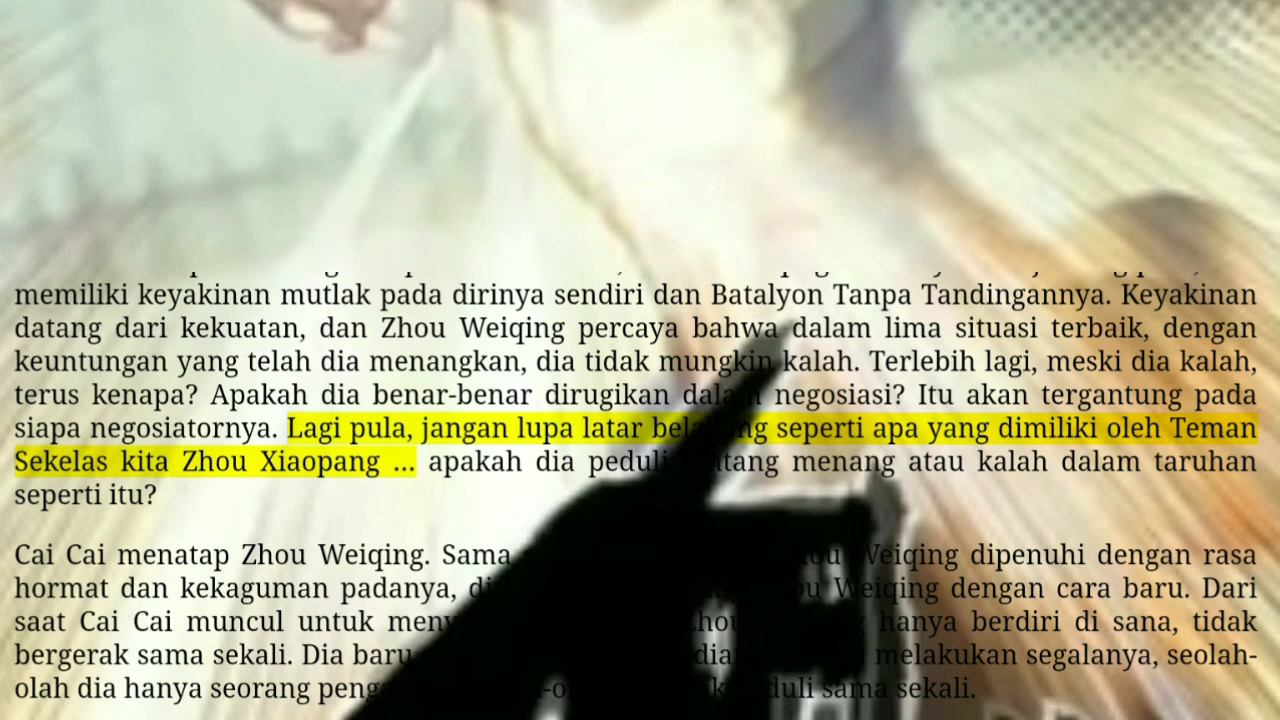 memiliki keyakinan mutlak pada dirinya sendiri dan Batalyon Tanpa Tandingannya. Keyakinan
datang dari kekuatan, dan Zhou Weiqing percaya bahwa dalam lima situasi terbaik, dengan
keuntungan yang telah dia menangkan, dia tidak mungkin kalah. Terlebih lagi, meski dia kalah,
terus kenapa? Apakah dia benar-benar dirugikan dalam negosiasi? Itu akan tergantung pada
siapa negosiatornya. Lagi pula, jangan lupa latar belakang seperti apa yang dimiliki oleh Teman
Sekelas kita Zhou Xiaopang ... apakah dia peduli tentang menang atau kalah dalam taruhan
seperti itu?
Cai Cai menatap Zhou Weiqing. Sama Zhou Weiqing dipenuhi dengan rasa
hormat dan kekaguman padanya, Zhou Weiqing dengan cara baru. Dari
saat Cai Cai muncul untuk Zhou hanya berdiri di sana, tidak
bergerak sama sekali. Dia baru melakukan segalanya, seolah-
olah dia hanya seorang peduli sama sekali.